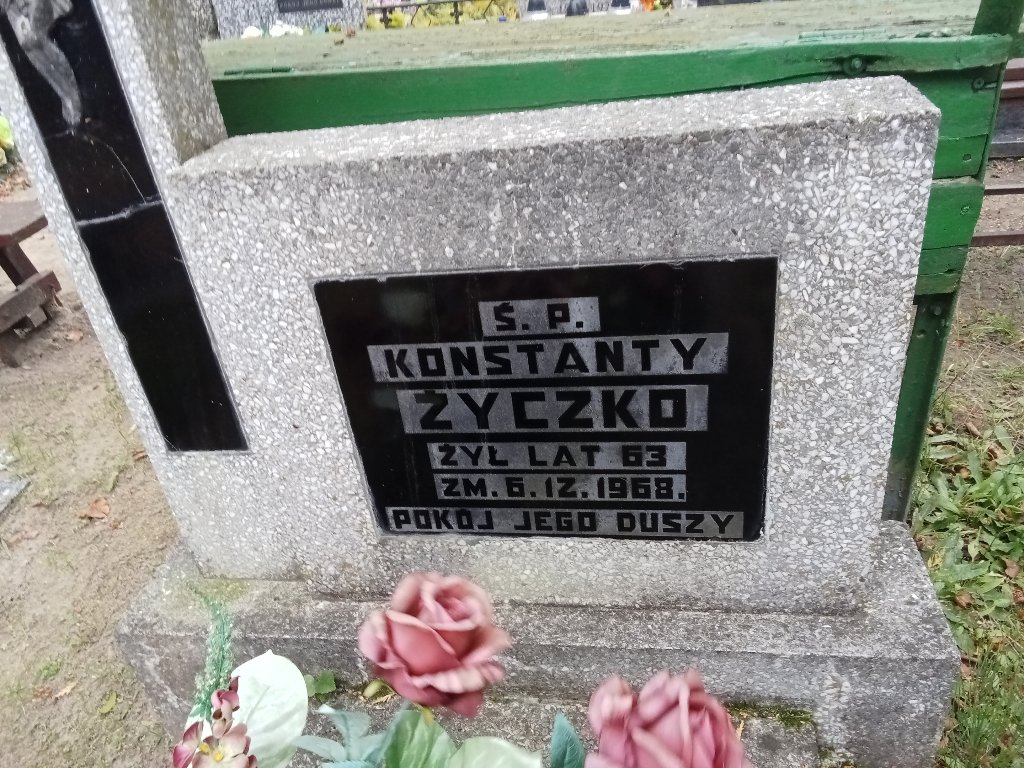 Ś. P.
KONSTANTY
ŻYCZKO
ŻYŁ LAT 63
ZM. 6.12.1968.
POKÓJ JEGO DUSZY